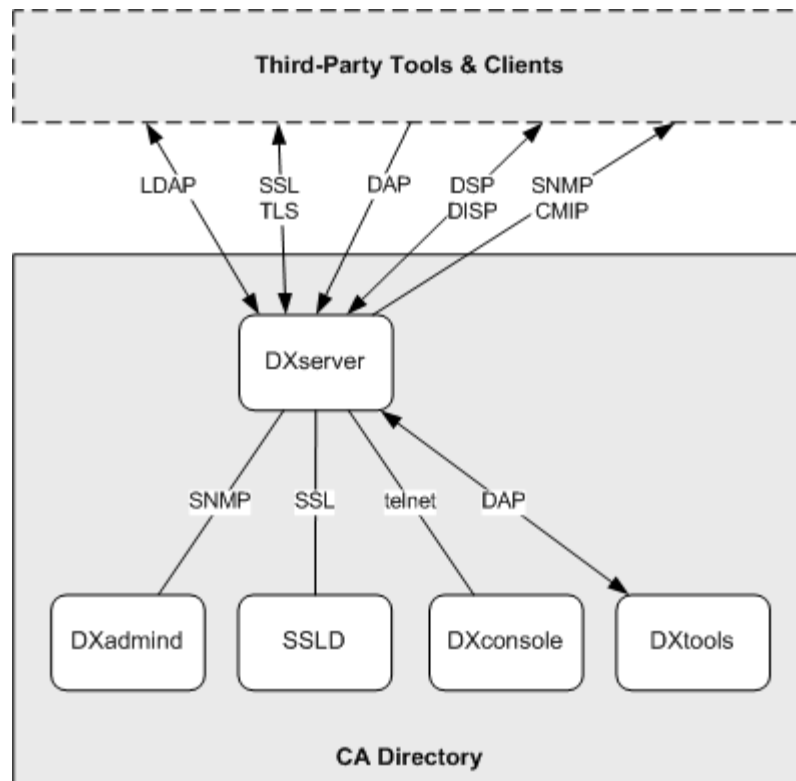 Third-Party Tools & Clients
LDAP
SSL
TLS
DAP
DSP
DISP
SNMP
CMIP
DXserver
SNMP
SSL
telnet
DAP
DXadmind
SSLD
DXconsole
DXtools
CA Directory